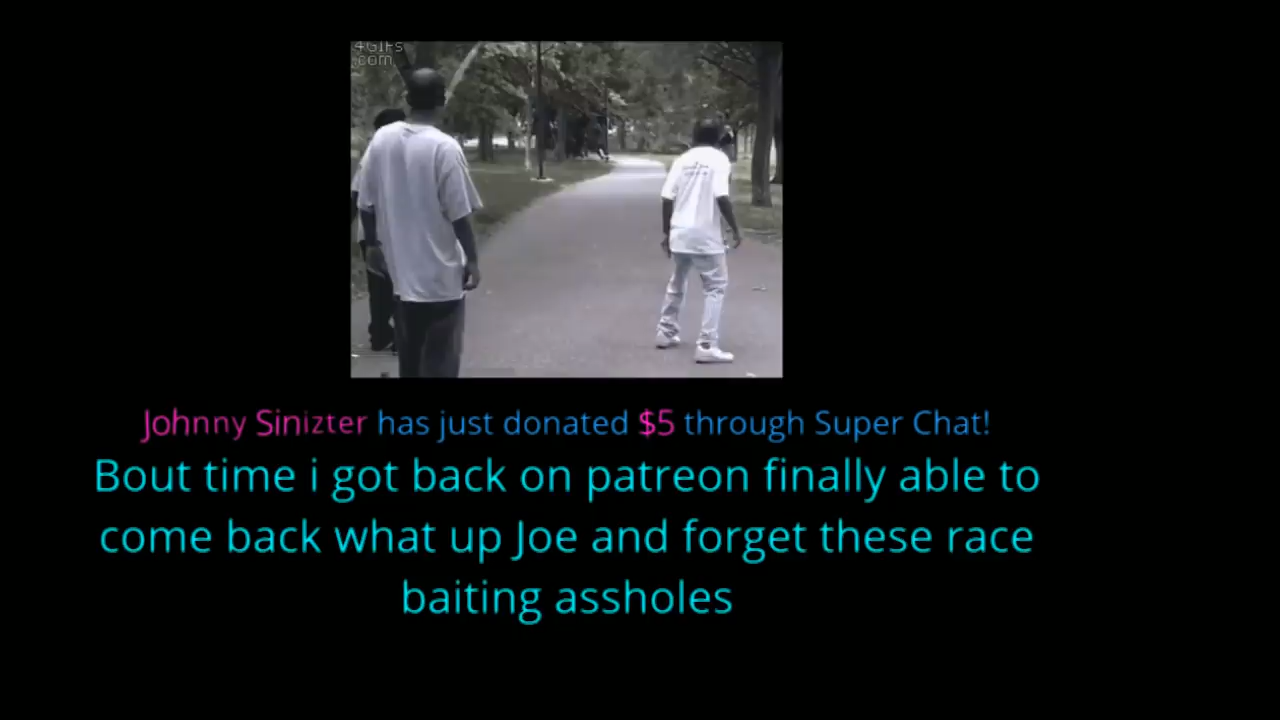 4GIFs
.com
Johnny Sinizter has just donated $5 through Super Chat!
Bout time i got back on patreon finally able to
come back what up Joe and forget these race
baiting assholes